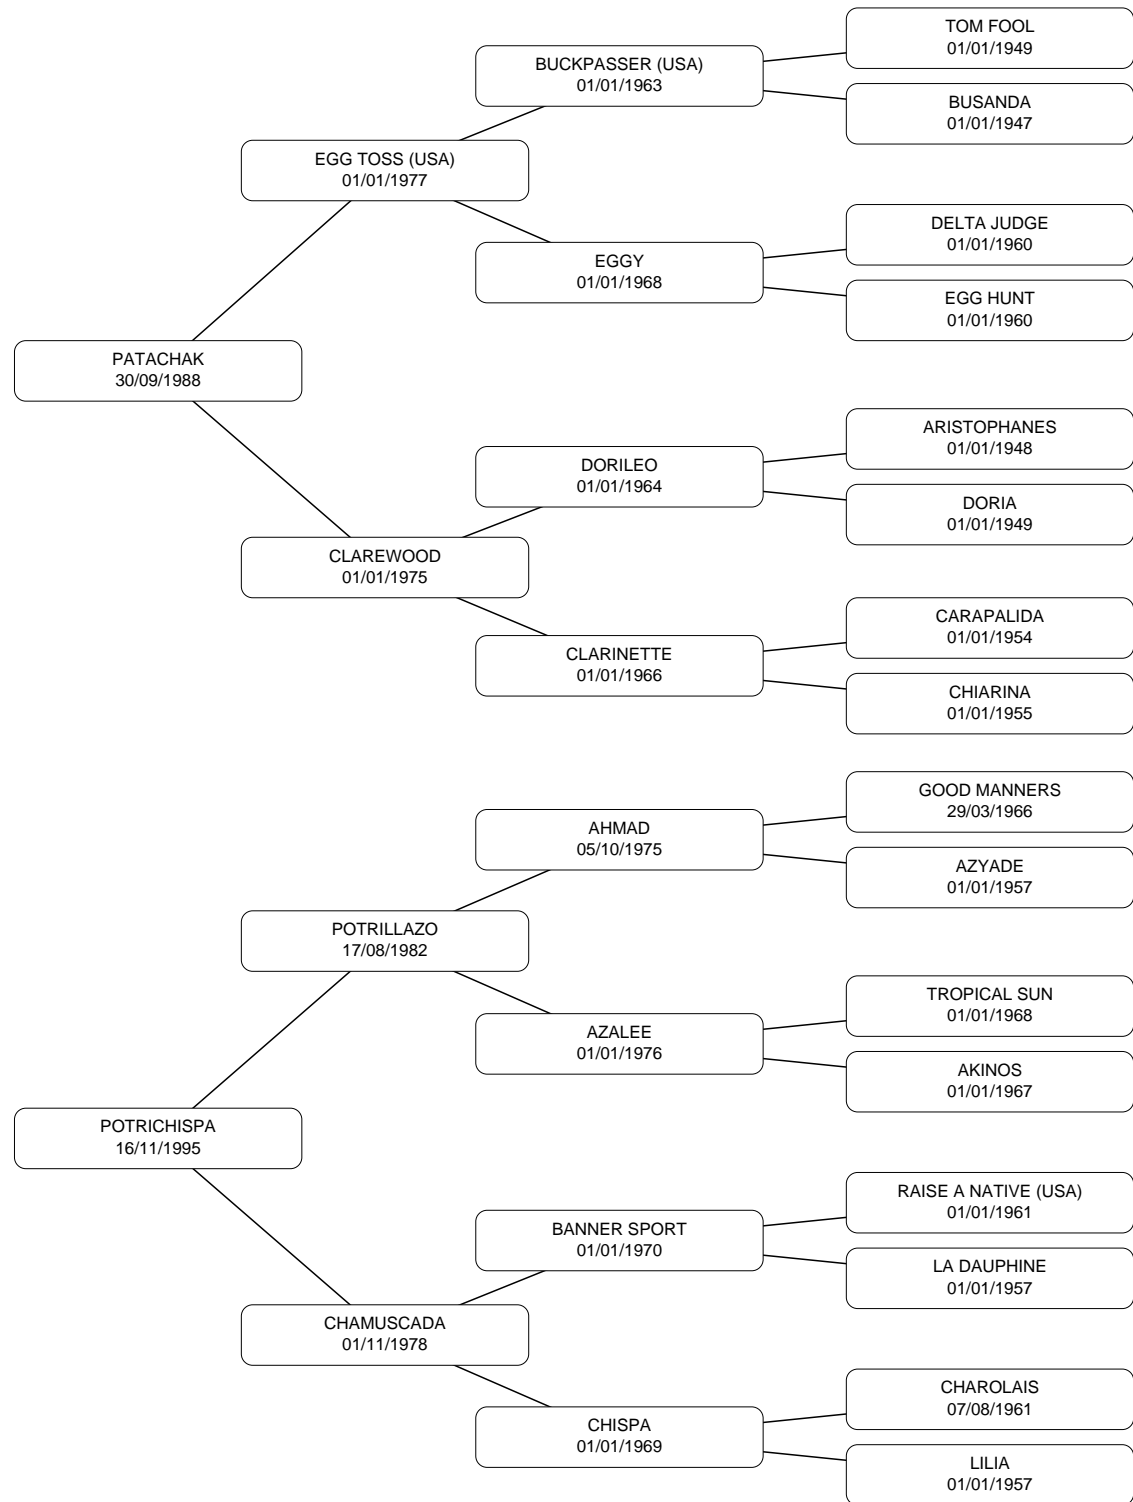 TOM FOOL
01/01/1949
BUCKPASSER (USA)
01/01/1963
BUSANDA
01/01/1947
EGG TOSS (USA)
01/01/1977
DELTA JUDGE
01/01/1960
EGGY
01/01/1968
EGG HUNT
01/01/1960
PATACHAK
30/09/1988
ARISTOPHANES
01/01/1948
DORILEO
01/01/1964
DORIA
01/01/1949
CLAREWOOD
01/01/1975
CARAPALIDA
01/01/1954
CLARINETTE
01/01/1966
CHIARINA
01/01/1955
GOOD MANNERS
29/03/1966
AHMAD
05/10/1975
AZYADE
01/01/1957
POTRILLAZO
17/08/1982
TROPICAL SUN
01/01/1968
AZALEE
01/01/1976
AKINOS
01/01/1967
POTRICHISPA
16/11/1995
RAISE A NATIVE (USA)
01/01/1961
BANNER SPORT
01/01/1970
LA DAUPHINE
01/01/1957
CHAMUSCADA
01/11/1978
CHAROLAIS
07/08/1961
CHISPA
01/01/1969
LILIA
01/01/1957